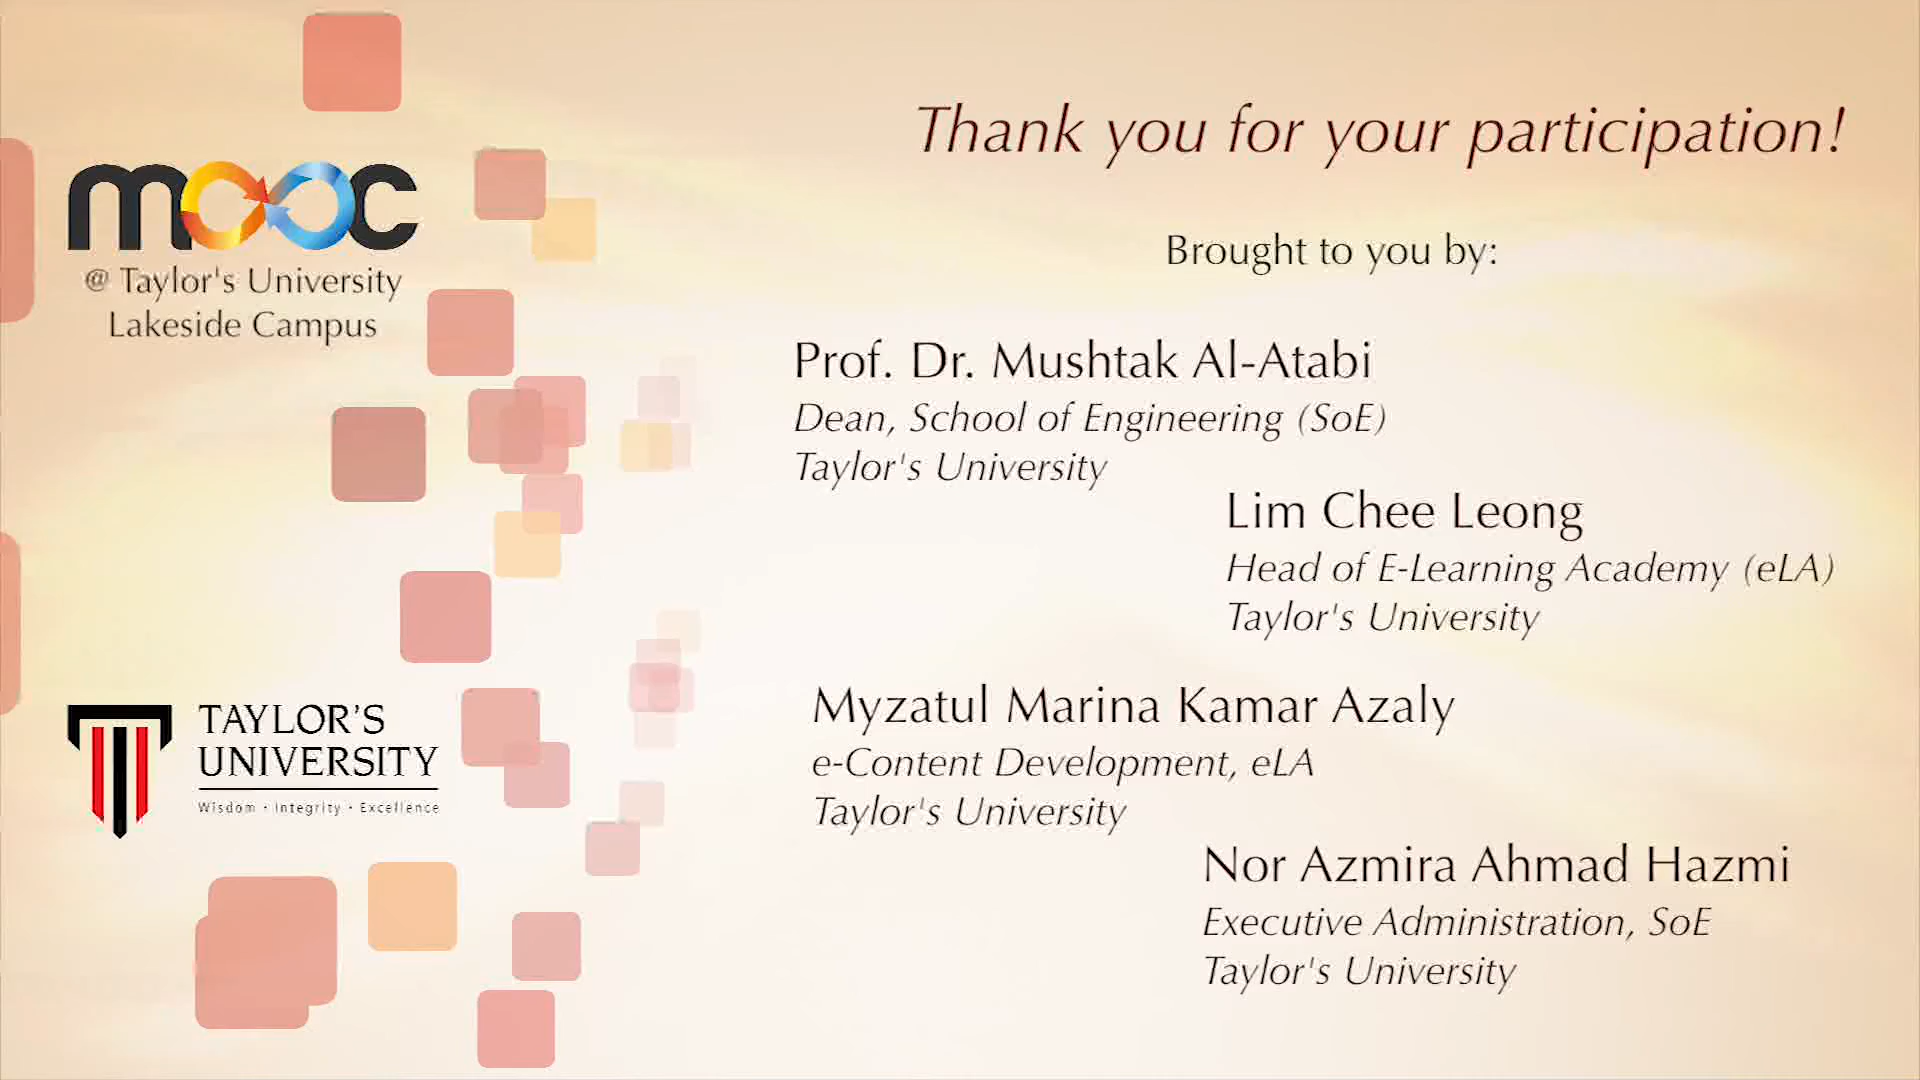 Thank you for your participation!
mooc
@ Taylor's University
Lakeside Campus
Brought to you by:
Prof. Dr. Mushtak Al-Atabi
Dean, School of Engineering (SoE)
Taylor's University
Lim Chee Leong
Head of E-Learning Academy (eLA)
Taylor's University
Myzatul Marina Kamar Azaly
e-Content Development, eLA
Taylor's University
Nor Azmira Ahmad Hazmi
Executive Administration, SoE
Taylor's University
TAYLOR'S
UNIVERSITY
Wisdom · Integrity · Excellence